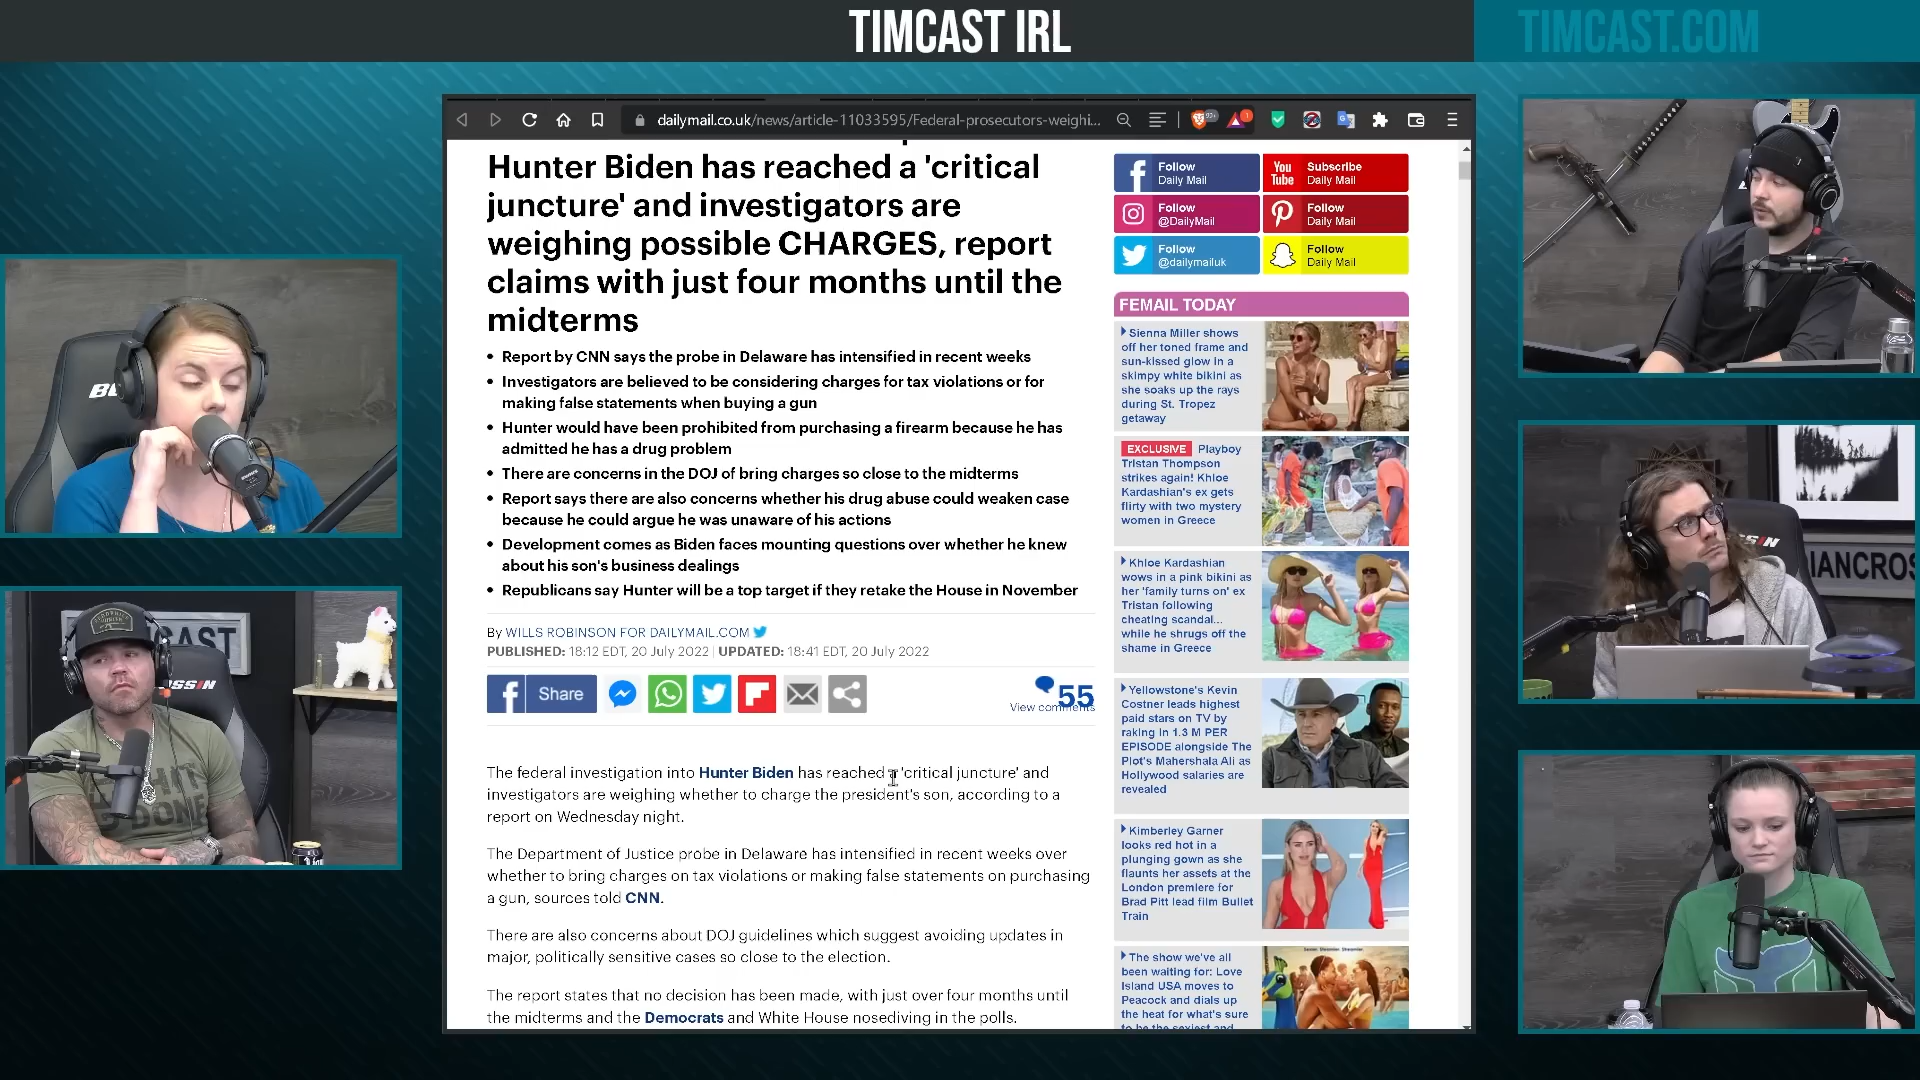 TIMCAST IRL
TIMCAST.COM
dailymail.co.uk/news/article-11033595/Federal-prosecutors-weighi...
Hunter Biden has reached a 'critical
juncture' and investigators are
weighing possible CHARGES, report
claims with just four months until the
midterms
• Report by CNN says the probe in Delaware has intensified in recent weeks
• Investigators are believed to be considering charges for tax violations or for
making false statements when buying a gun
• Hunter would have been prohibited from purchasing a firearm because he has
admitted he has a drug problem
• There are concerns in the DOJ of bring charges so close to the midterms
• Report says there are also concerns whether his drug abuse could weaken case
because he could argue he was unaware of his actions
• Development comes as Biden faces mounting questions over whether he knew
about his son's business dealings
• Republicans say Hunter will be a top target if they retake the House in November
By WILLS ROBINSON FOR DAILYMAIL.COM
PUBLISHED: 18:12 EDT, 20 July 2022 | UPDATED: 18:41 EDT, 20 July 2022
Share
55
View comments
The federal investigation into Hunter Biden has reached a 'critical juncture' and
investigators are weighing whether to charge the president's son, according to a
report on Wednesday night.
The Department of Justice probe in Delaware has intensified in recent weeks over
whether to bring charges on tax violations or making false statements on purchasing
a gun, sources told CNN.
There are also concerns about DOJ guidelines which suggest avoiding updates in
major, politically sensitive cases so close to the election.
The report states that no decision has been made, with just over four months until
the midterms and the Democrats and White House nosediving in the polls.
Follow
Daily Mail
Subscribe
Daily Mail
Follow
@DailyMail
Follow
Daily Mail
Follow
@dailymailuk
Follow
Daily Mail
FEMAIL TODAY
Sienna Miller shows
off her toned frame and
sun-kissed glow in a
skimpy white bikini as
she soaks up the rays
during St. Tropez
getaway
EXCLUSIVE Playboy
Tristan Thompson
strikes again! Khloe
Kardashian's ex gets
flirty with two mystery
women in Greece
Khloe Kardashian
wows in a pink bikini as
her 'family turns on' ex
Tristan following
cheating scandal...
while he shrugs off the
shame in Greece
Yellowstone's Kevin
Costner leads highest
paid stars on TV by
raking in 1.3 M PER
EPISODE alongside The
Plot's Mahershala Ali as
Hollywood salaries are
revealed
Kimberley Garner
looks red hot in a
plunging gown as she
flaunts her assets at the
London premiere for
Brad Pitt lead film Bullet
Train
The show we've all
been waiting for: Love
Island USA moves to
Peacock and dials up
the heat for what's sure
to be the sexiest and
IANCROS